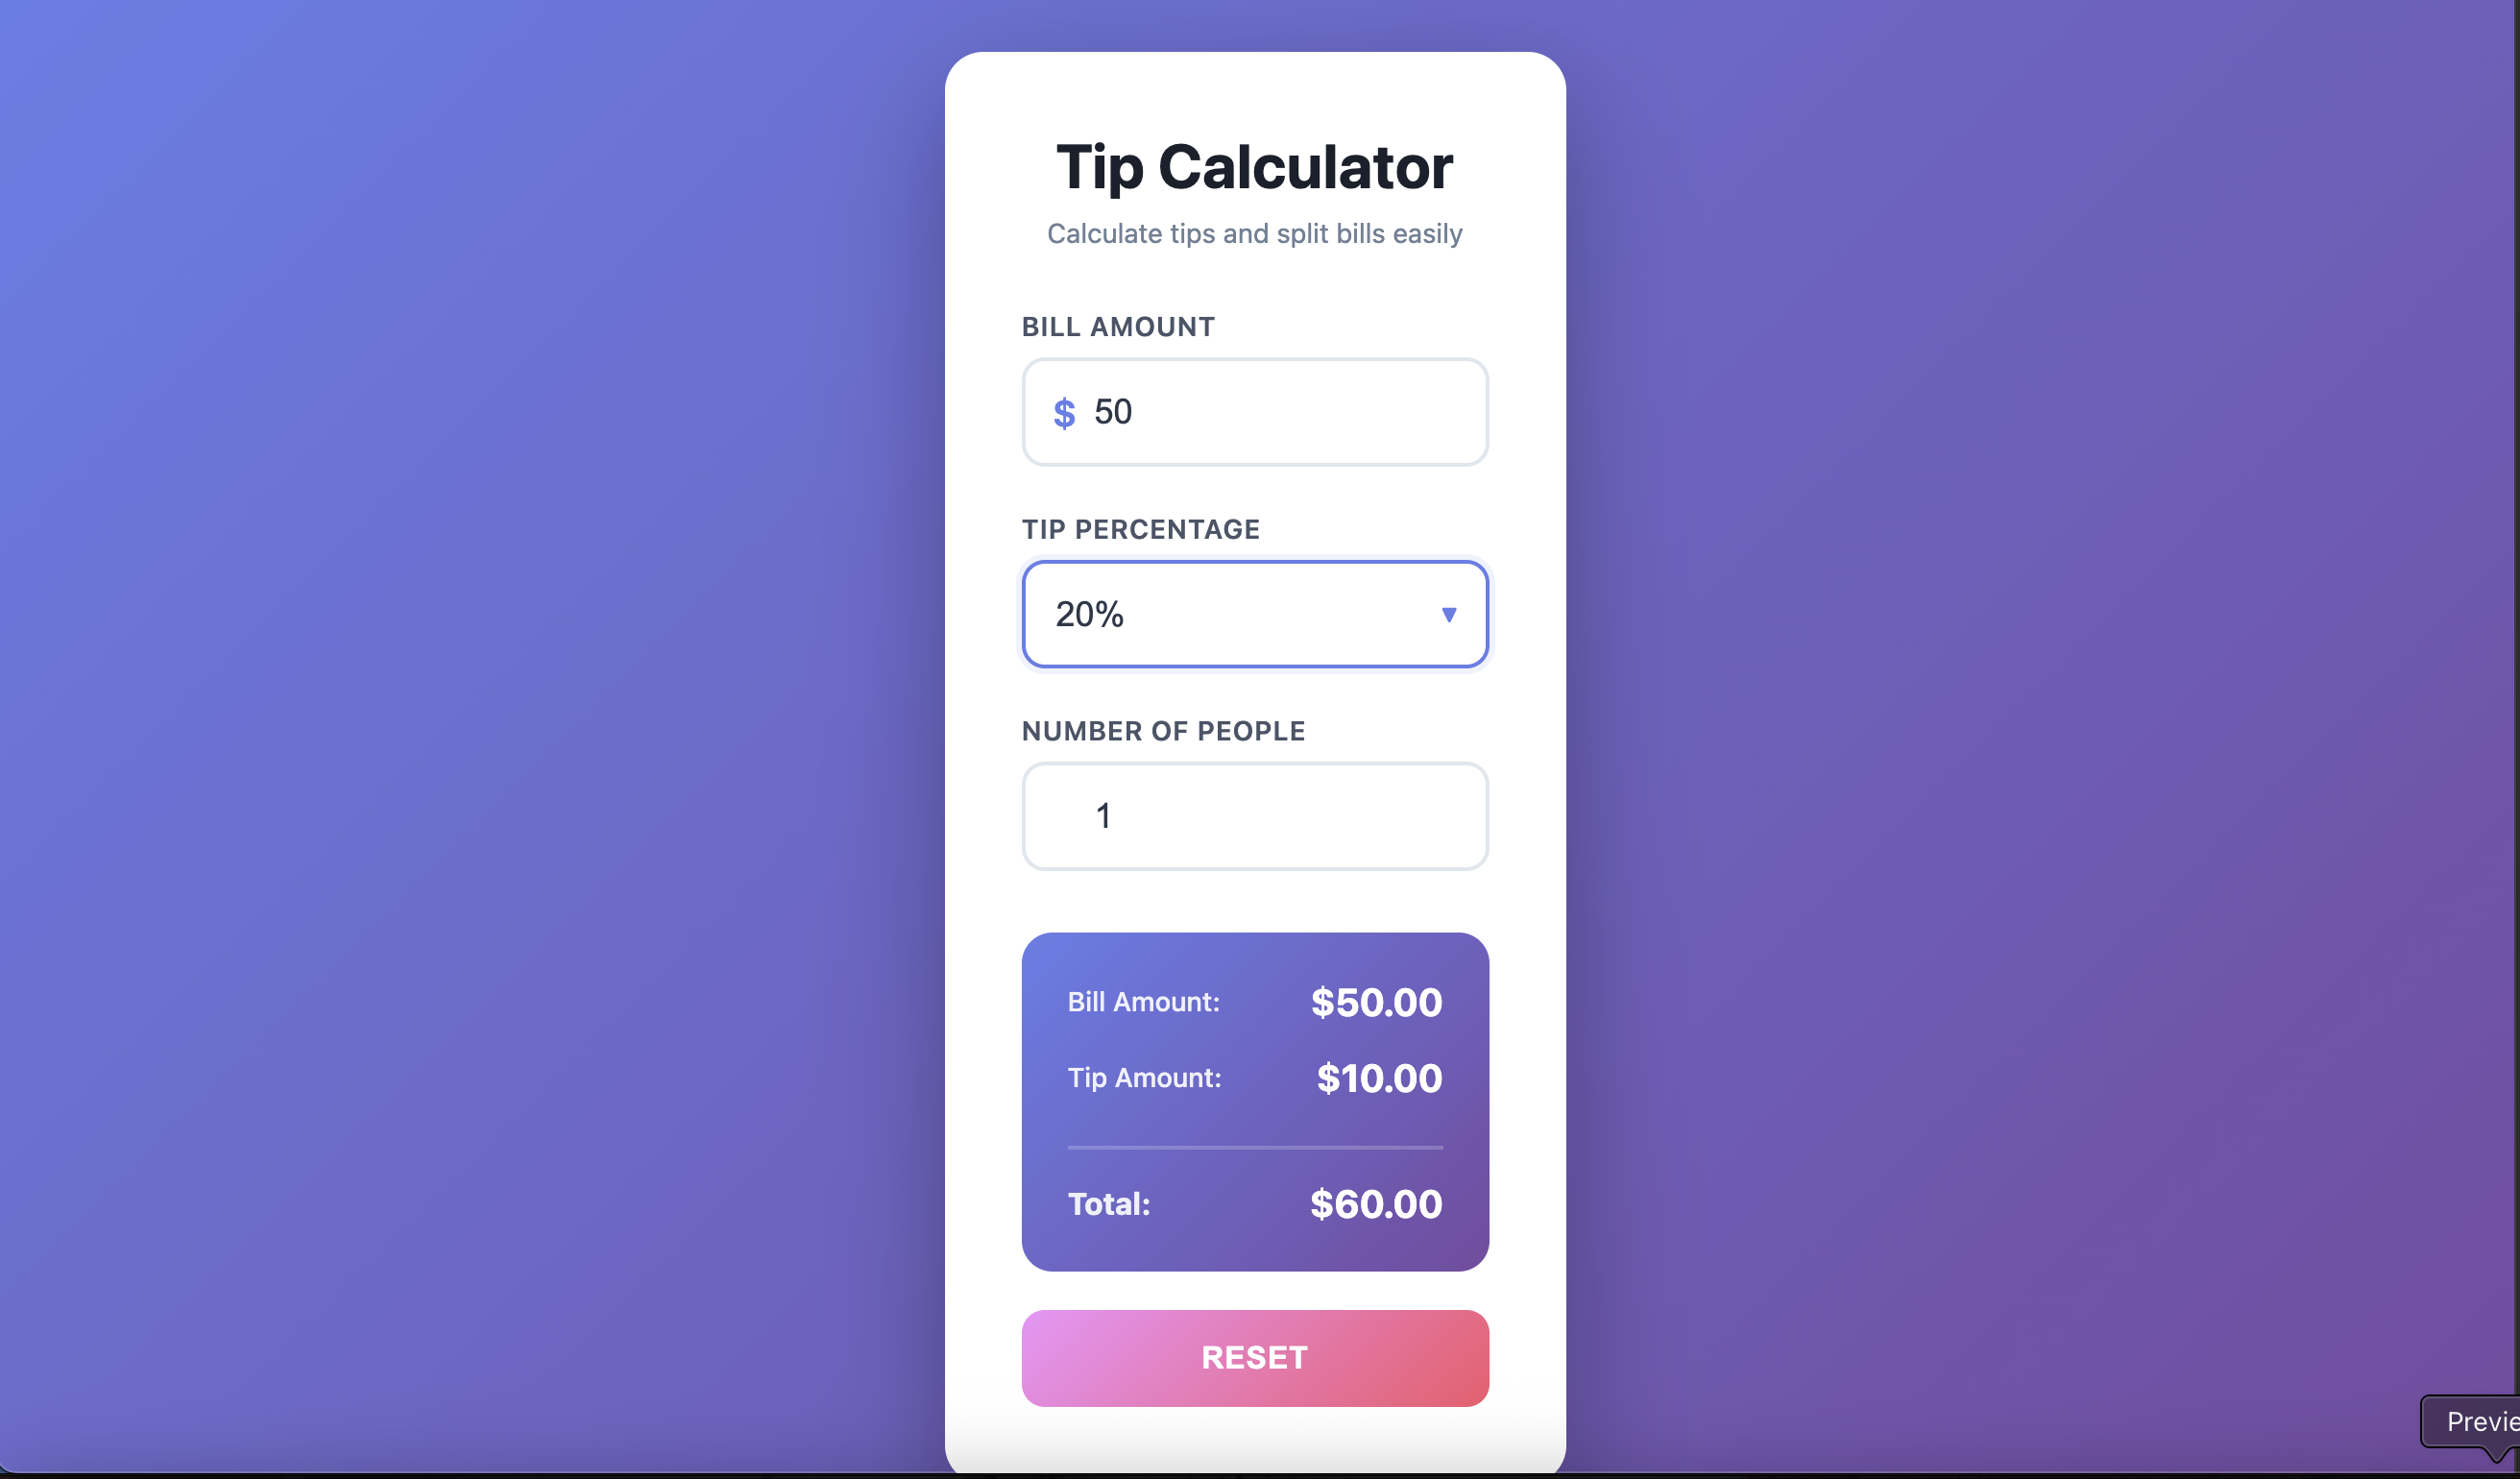 Tip Calculator
Calculate tips and split bills easily
BILL AMOUNT
$ 50
TIP PERCENTAGE
20%
NUMBER OF PEOPLE
1
Bill Amount: $50.00
Tip Amount: $10.00
Total: $60.00
RESET